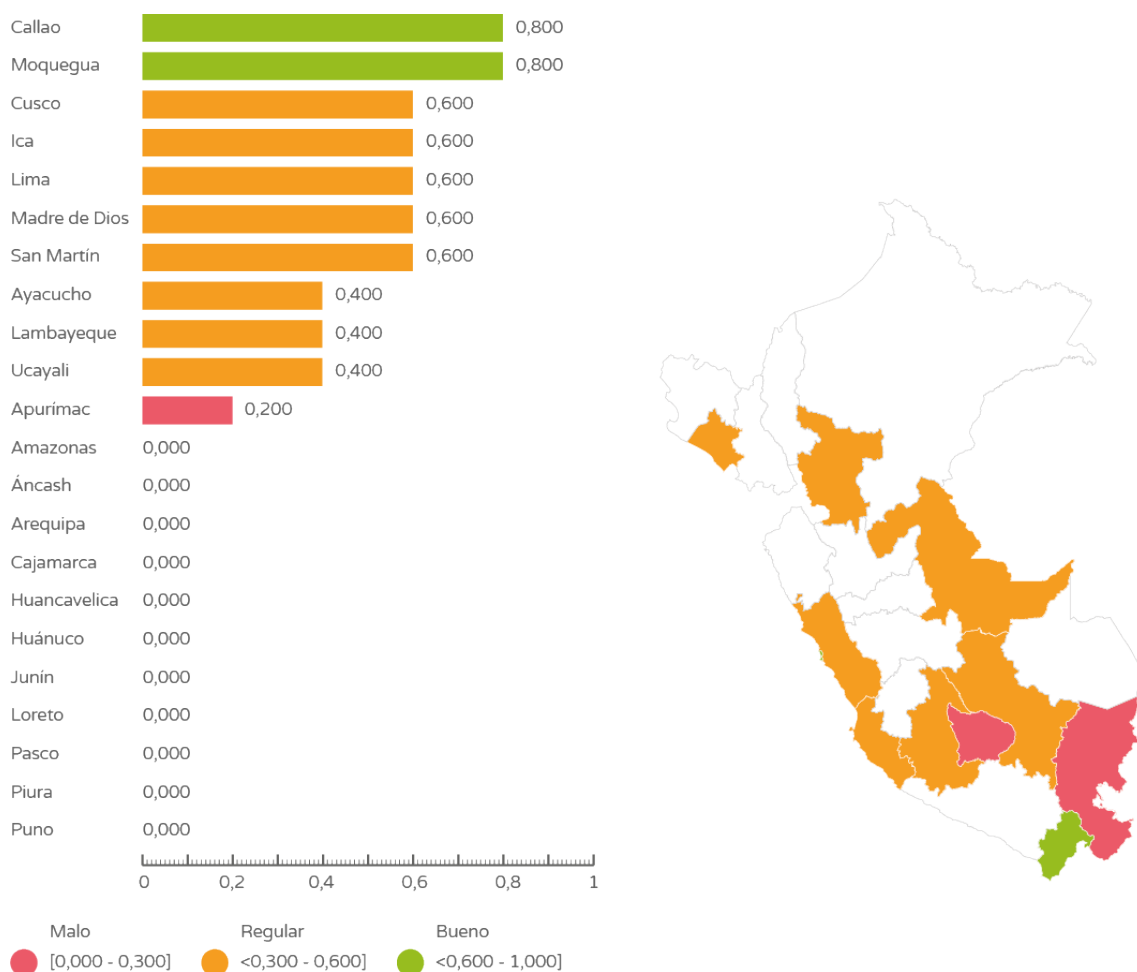 Callao 0,800
Moquegua 0,800
Cusco 0,600
Ica 0,600
Lima 0,600
Madre de Dios 0,600
San Martín 0,600
Ayacucho 0,400
Lambayeque 0,400
Ucayali 0,400
Apurímac 0,200
Amazonas 0,000
Áncash 0,000
Arequipa 0,000
Cajamarca 0,000
Huancavelica 0,000
Huánuco 0,000
Junín 0,000
Loreto 0,000
Pasco 0,000
Piura 0,000
Puno 0,000
0 0,2 0,4 0,6 0,8 1
Malo Regular Bueno
[0,000 - 0,300] <0,300 - 0,600] <0,600 - 1,000]